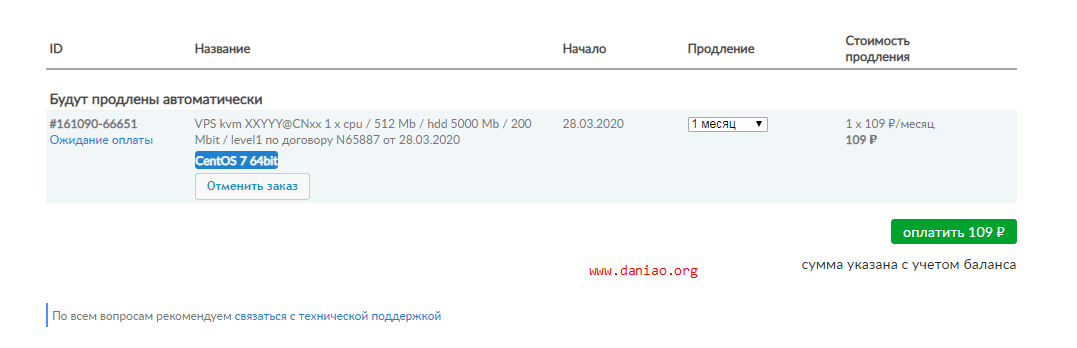 ID Название Начало Продление Стоимость
продления
Будут продлены автоматически
#161090-66651 VPS kvm XXYYY@CNxx 1 x cpu / 512 Mb / hdd 5000 Mb / 200 28.03.2020 1 месяц 1 x 109 ₽/месяц
Ожидание оплаты Mbit / level1 по договору N65887 от 28.03.2020 109 ₽
CentOS 7 64bit
Отменить заказ
оплатить 109 ₽
сумма указана с учетом баланса
www.daniao.org
По всем вопросам рекомендуем связаться с технической поддержкой